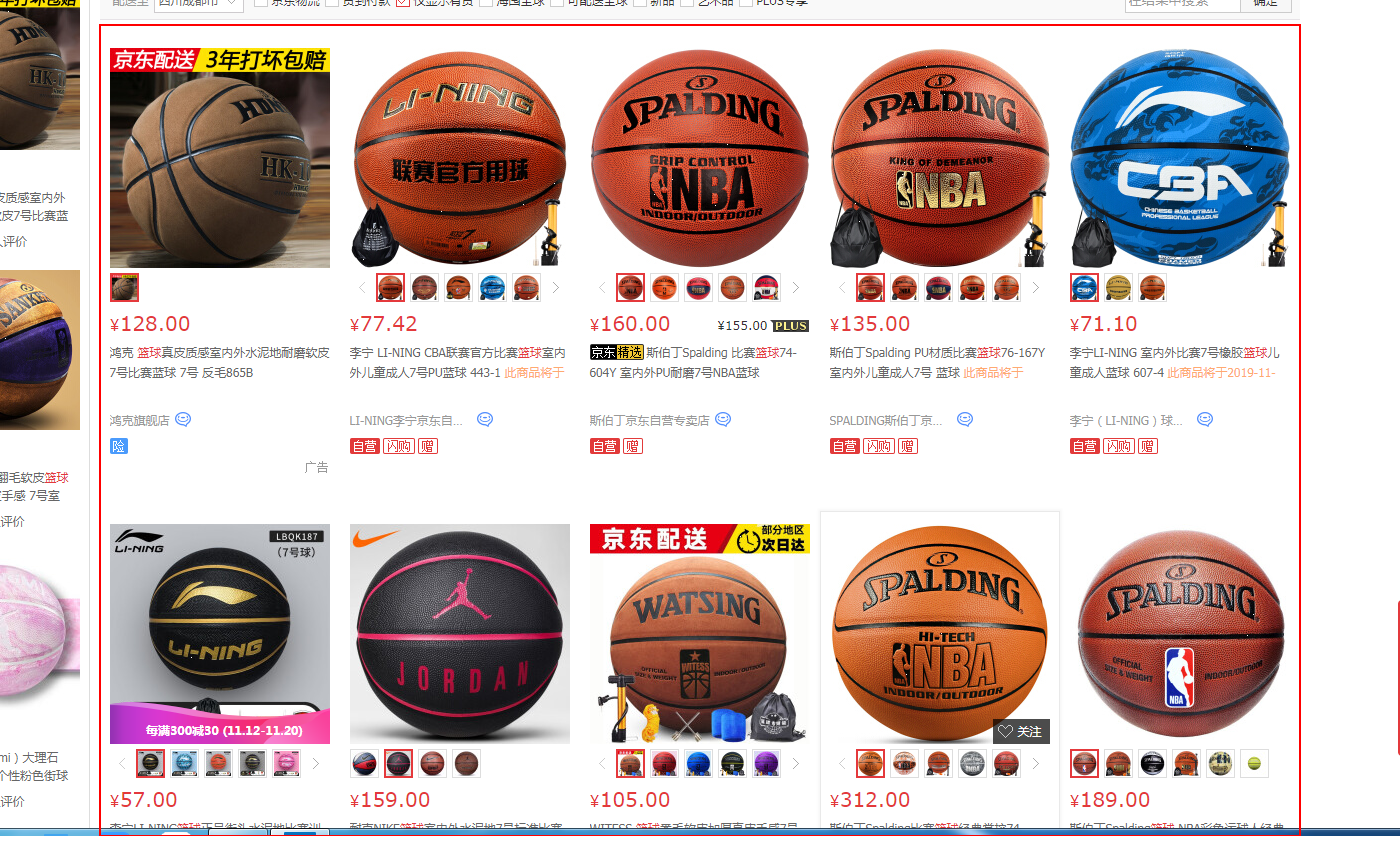 配送至 四川成都市 京东物流 货到付款 仅显示有货 海囤全球 可配送全球 新品 艺术品 PLUS专享 在结果中搜索 确定
京东配送 3年打坏包赔
LI-NING
联赛官方用球
SPALDING
GRIP CONTROL
NBA
INDOOR/OUTDOOR
SPALDING
KING OF DEMEANOR
NBA
CBA
CHINESE BASKETBALL
PROFESSIONAL LEAGUE
¥128.00
¥77.42
¥160.00 ¥155.00 PLUS
¥135.00
¥71.10
鸿克 篮球真皮质感室内外水泥地耐磨软皮
7号比赛蓝球 7号 反毛865B
李宁 LI-NING CBA联赛官方比赛篮球室内
外儿童成人7号PU蓝球 443-1 此商品将于
京东精选 斯伯丁Spalding 比赛篮球74-
604Y 室内外PU耐磨7号NBA蓝球
斯伯丁Spalding PU材质比赛篮球76-167Y
室内外儿童成人7号 蓝球 此商品将于
李宁LI-NING 室内外比赛7号橡胶篮球儿
童成人蓝球 607-4 此商品将于2019-11-
鸿克旗舰店
LI-NING李宁京东自...
斯伯丁京东自营专卖店
SPALDING斯伯丁京...
李宁（LI-NING）球...
险
自营 闪购 赠
自营 赠
自营 闪购 赠
自营 闪购 赠
广告
皮质感室内外
皮7号比赛蓝
人评价
翻毛软皮篮球
手感 7号室
评价
mi）大理石
个性粉色街球
评价
LI-NING
LBQK187
（7号球）
LI-NING
每满300减30 (11.12-11.20)
JORDAN
京东配送 部分地区
次日达
WATSING
OFFICIAL
SIZE & WEIGHT
WITESS
INDOOR/OUTDOOR
SPALDING
HI-TECH
NBA
INDOOR/OUTDOOR
关注
SPALDING
OFFICIAL
SIZE & WEIGHT
INDOOR/OUTDOOR
NBA
¥57.00
¥159.00
¥105.00
¥312.00
¥189.00